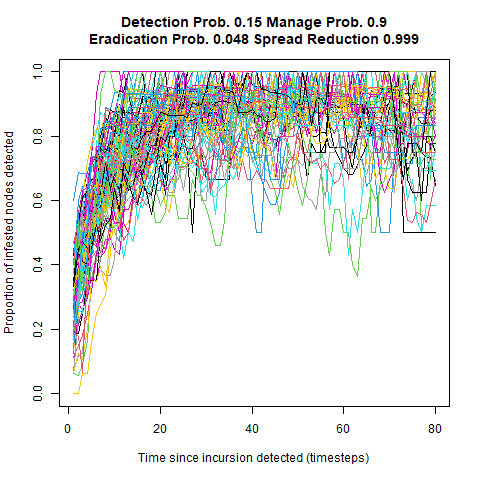 Detection Prob. 0.15 Manage Prob. 0.9
Eradication Prob. 0.048 Spread Reduction 0.999
Proportion of infested nodes detected
1.0
0.8
0.6
0.4
0.2
0.0
0 20 40 60 80
Time since incursion detected (timesteps)